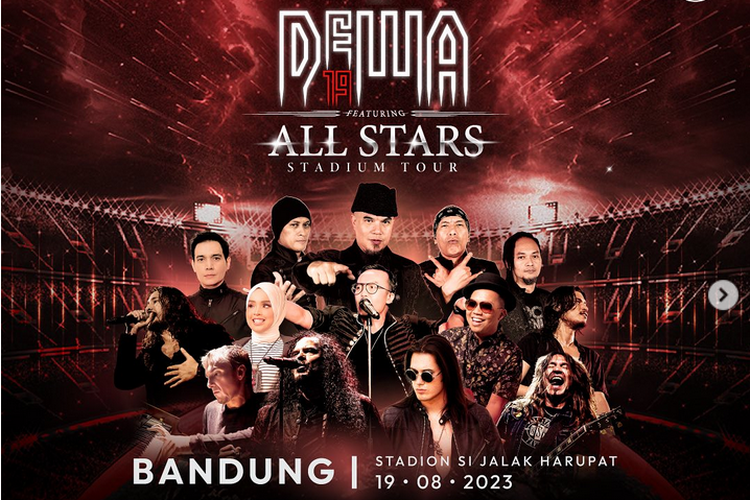 DEWA
19
FEATURING
ALL STARS
STADIUM TOUR
BANDUNG | STADION SI JALAK HARUPAT
19 • 08 • 2023